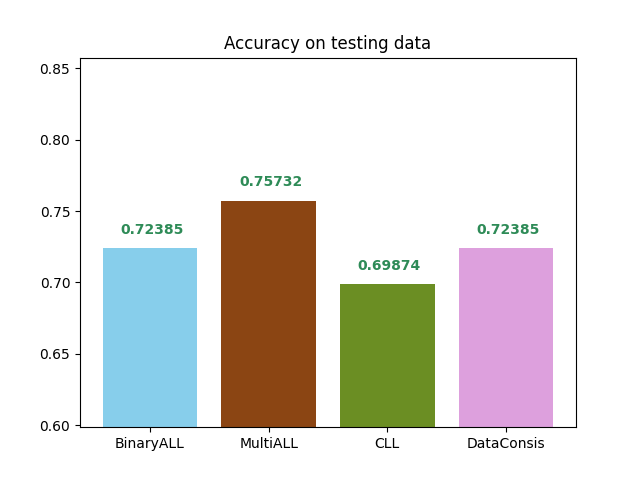 Accuracy on testing data
0.85
0.80
0.75
0.70
0.65
0.60
0.72385
0.75732
0.69874
0.72385
BinaryALL
MultiALL
CLL
DataConsis